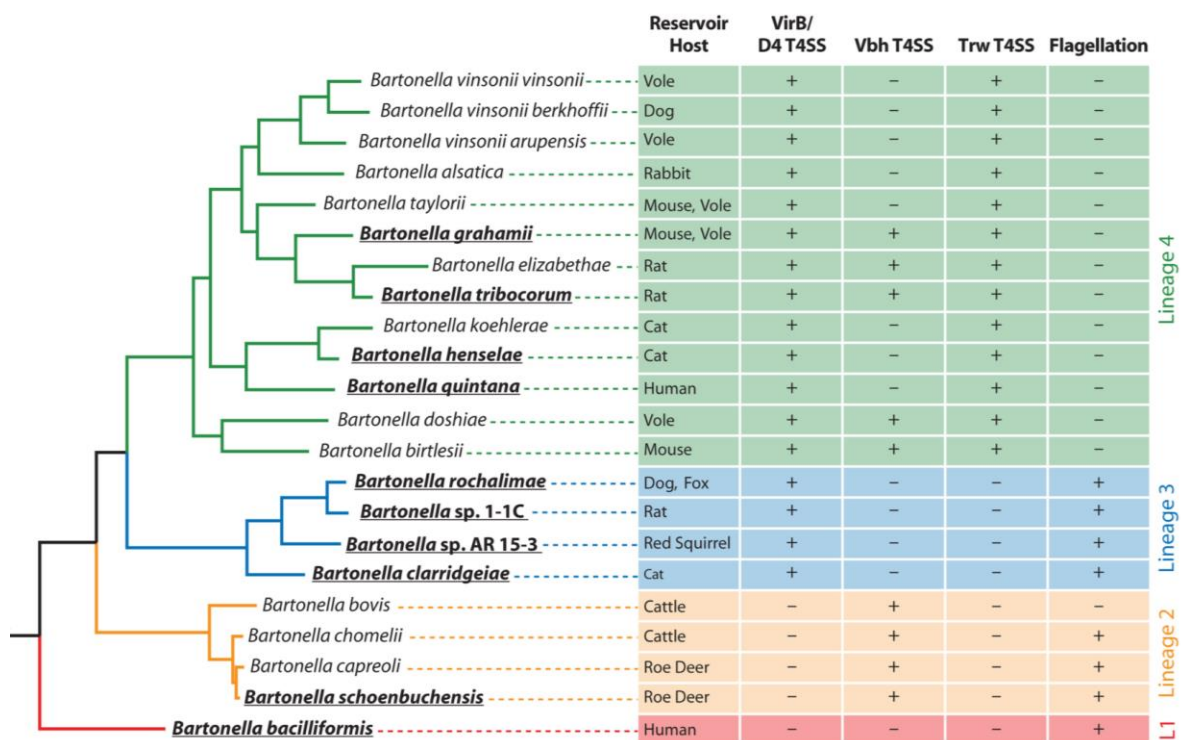 Reservoir Host VirB/ D4 T4SS Vbh T4SS Trw T4SS Flagellation
Bartonella vinsonii vinsonii Vole + – + –
Bartonella vinsonii berkhoffii Dog + – + –
Bartonella vinsonii arupensis Vole + – + –
Bartonella alsatica Rabbit + – + –
Bartonella taylorii Mouse, Vole + – + –
Bartonella grahamii Mouse, Vole + + + –
Bartonella elizabethae Rat + + + –
Bartonella tribocorum Rat + + + –
Bartonella koehlerae Cat + – + –
Bartonella henselae Cat + – + –
Bartonella quintana Human + – + –
Bartonella doshiae Vole + + + –
Bartonella birtlesii Mouse + + + –
Lineage 4
Bartonella rochalimae Dog, Fox + – – +
Bartonella sp. 1-1C Rat + – – +
Bartonella sp. AR 15-3 Red Squirrel + – – +
Bartonella clarridgeiae Cat + – – +
Lineage 3
Bartonella bovis Cattle – + – –
Bartonella chomelii Cattle – + – +
Bartonella capreoli Roe Deer – + – +
Bartonella schoenbuchensis Roe Deer – + – +
Lineage 2
Bartonella bacilliformis Human – – – +
L1